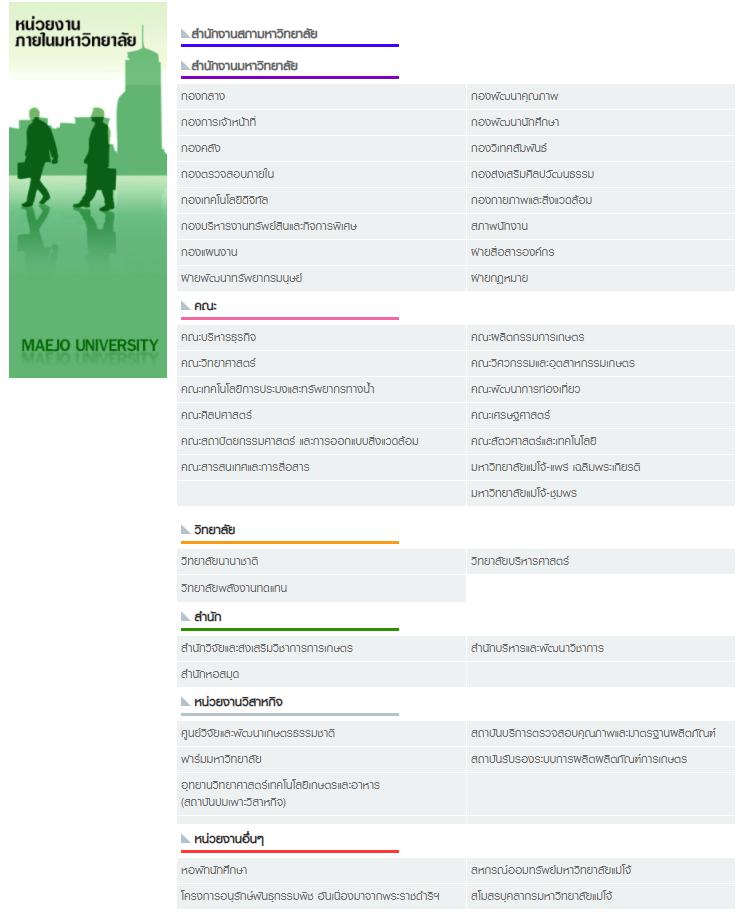 หน่วยงาน
ภายในมหาวิทยาลัย
MAEJO UNIVERSITY
สำนักงานสภามหาวิทยาลัย
สำนักงานมหาวิทยาลัย
กองกลาง
กองพัฒนาคุณภาพ
กองการเจ้าหน้าที่
กองพัฒนานักศึกษา
กองคลัง
กองวิเทศสัมพันธ์
กองตรวจสอบภายใน
กองส่งเสริมศิลปวัฒนธรรม
กองเทคโนโลยีดิจิทัล
กองกายภาพและสิ่งแวดล้อม
กองบริหารงานทรัพย์สินและกิจการพิเศษ
สภาพนักงาน
กองแผนงาน
ฝ่ายสื่อสารองค์กร
ฝ่ายพัฒนาทรัพยากรมนุษย์
ฝ่ายกฎหมาย
คณะ
คณะบริหารธุรกิจ
คณะผลิตกรรมการเกษตร
คณะวิทยาศาสตร์
คณะวิศวกรรมและอุตสาหกรรมเกษตร
คณะเทคโนโลยีการประมงและทรัพยากรทางน้ำ
คณะพัฒนาการท่องเที่ยว
คณะศิลปศาสตร์
คณะเศรษฐศาสตร์
คณะสถาปัตยกรรมศาสตร์ และการออกแบบสิ่งแวดล้อม
คณะสัตวศาสตร์และเทคโนโลยี
คณะสารสนเทศและการสื่อสาร
มหาวิทยาลัยแม่โจ้-แพร่ เฉลิมพระเกียรติ
มหาวิทยาลัยแม่โจ้-ชุมพร
วิทยาลัย
วิทยาลัยนานาชาติ
วิทยาลัยบริหารศาสตร์
วิทยาลัยพลังงานทดแทน
สำนัก
สำนักวิจัยและส่งเสริมวิชาการการเกษตร
สำนักบริหารและพัฒนาวิชาการ
สำนักหอสมุด
หน่วยงานวิสาหกิจ
ศูนย์วิจัยและพัฒนาเกษตรธรรมชาติ
สถาบันบริการตรวจสอบคุณภาพและมาตรฐานผลิตภัณฑ์
ฟาร์มมหาวิทยาลัย
สถาบันรับรองระบบการผลิตผลิตภัณฑ์การเกษตร
อุทยานวิทยาศาสตร์เทคโนโลยีเกษตรและอาหาร
(สถาบันบ่มเพาะวิสาหกิจ)
หน่วยงานอื่นๆ
หอพักนักศึกษา
สหกรณ์ออมทรัพย์มหาวิทยาลัยแม่โจ้
โครงการอนุรักษ์พันธุกรรมพืช อันเนื่องมาจากพระราชดำริฯ
สโมสรบุคลากรมหาวิทยาลัยแม่โจ้